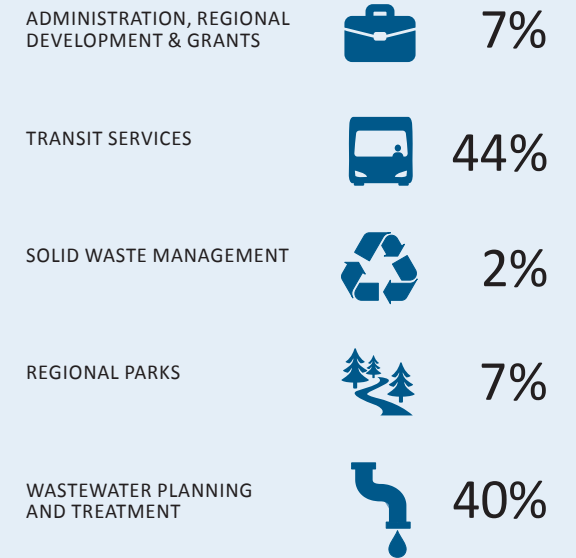 ADMINISTRATION, REGIONAL
DEVELOPMENT & GRANTS
7%
TRANSIT SERVICES
44%
SOLID WASTE MANAGEMENT
2%
REGIONAL PARKS
7%
WASTEWATER PLANNING
AND TREATMENT
40%